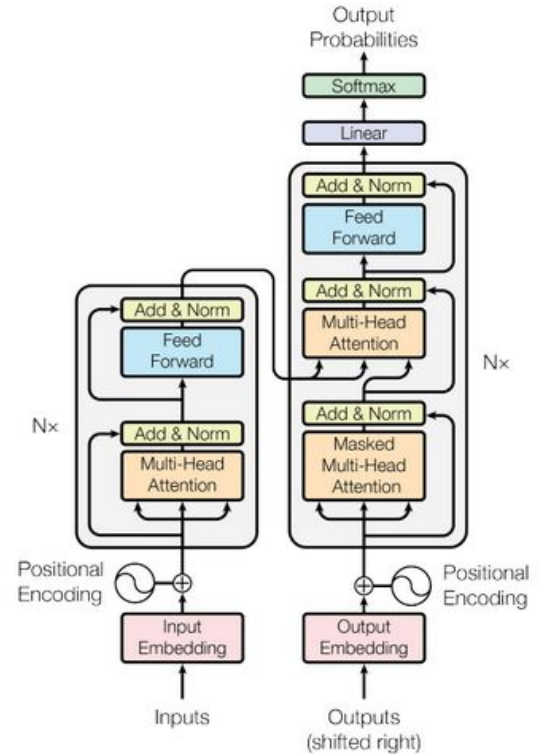 Output
Probabilities
Softmax
Linear
Add & Norm
Feed
Forward
Add & Norm
Multi-Head
Attention
Add & Norm
Masked
Multi-Head
Attention
Nx
Add & Norm
Feed
Forward
Add & Norm
Multi-Head
Attention
Nx
Positional
Encoding
Positional
Encoding
Input
Embedding
Output
Embedding
Inputs
Outputs
(shifted right)